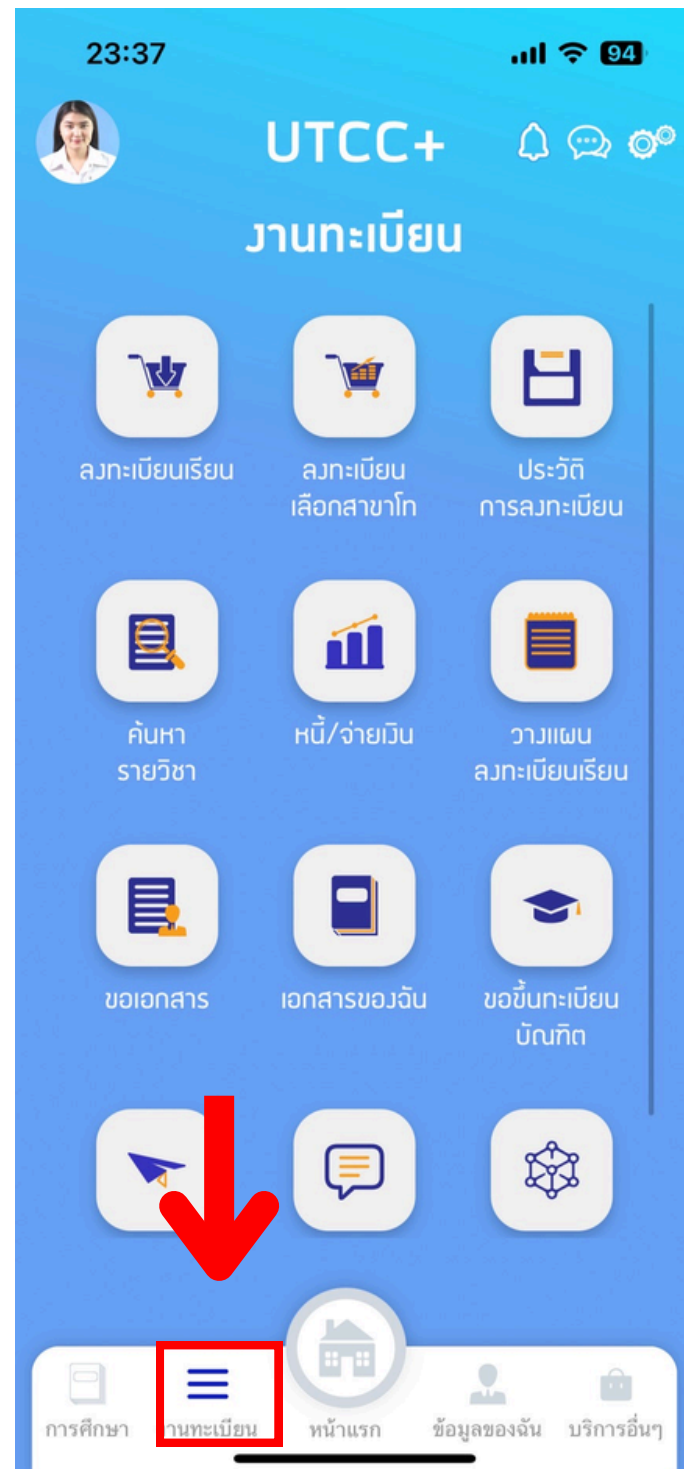 23:37
94
UTCC+
งานทะเบียน
ลงทะเบียนเรียน
ลงทะเบียน
เลือกสาขาโท
ประวัติ
การลงทะเบียน
ค้นหา
รายวิชา
หนี้/จ่ายเงิน
วางแผน
ลงทะเบียนเรียน
ขอเอกสาร
เอกสารของฉัน
ขอขึ้นทะเบียน
บัณฑิต
การศึกษา
งานทะเบียน
หน้าแรก
ข้อมูลของฉัน
บริการอื่นๆ